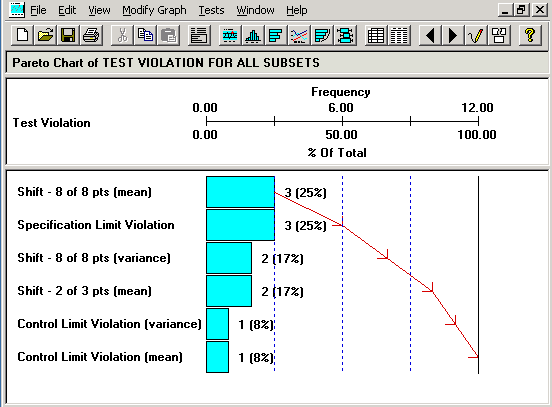 File Edit View Modify Graph Tests Window Help
Pareto Chart of TEST VIOLATION FOR ALL SUBSETS
Frequency
0.00 6.00 12.00
Test Violation
0.00 50.00 100.00
% Of Total
Shift - 8 of 8 pts (mean) 3 (25%)
Specification Limit Violation 3 (25%)
Shift - 8 of 8 pts (variance) 2 (17%)
Shift - 2 of 3 pts (mean) 2 (17%)
Control Limit Violation (variance) 1 (8%)
Control Limit Violation (mean) 1 (8%)